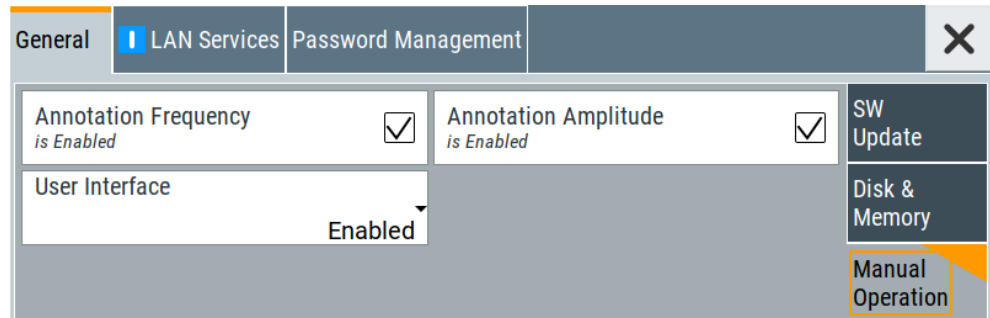 General
LAN Services
Password Management
Annotation Frequency
is Enabled
Annotation Amplitude
is Enabled
User Interface
Enabled
SW
Update
Disk &
Memory
Manual
Operation